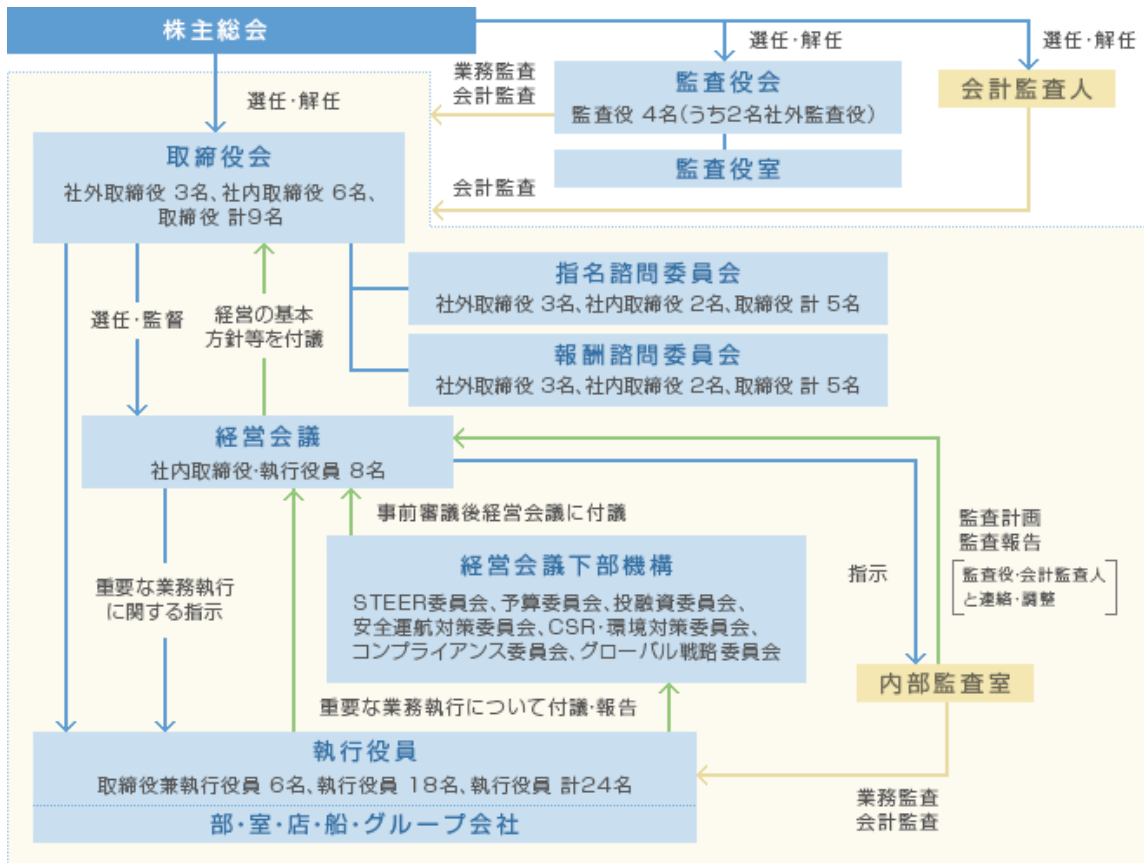 株主総会
選任・解任
選任・解任
選任・解任
業務監査
会計監査
監査役会
監査役 4名(うち2名社外監査役)
会計監査人
監査役室
会計監査
取締役会
社外取締役 3名、社内取締役 6名、
取締役 計9名
指名諮問委員会
社外取締役 3名、社内取締役 2名、取締役 計 5名
選任・監督
経営の基本
方針等を付議
報酬諮問委員会
社外取締役 3名、社内取締役 2名、取締役 計 5名
経営会議
社内取締役・執行役員 8名
事前審議後経営会議に付議
監査計画
監査報告
監査役・会計監査人
と連絡・調整
指示
重要な業務執行
に関する指示
経営会議下部機構
STEER委員会、予算委員会、投融資委員会、
安全運航対策委員会、CSR・環境対策委員会、
コンプライアンス委員会、グローバル戦略委員会
内部監査室
重要な業務執行について付議・報告
執行役員
取締役兼執行役員 6名、執行役員 18名、執行役員 計24名
部・室・店・船・グループ会社
業務監査
会計監査